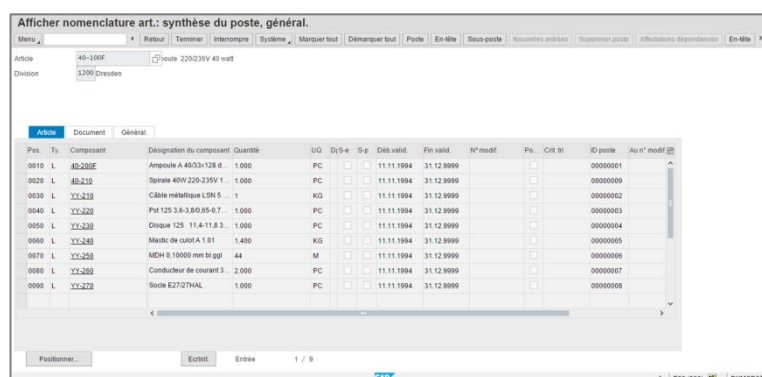 Afficher nomenclature art.: synthèse du poste, général.
Menu Retour Terminer Interrompre Système Marquer tout Démarquer tout Poste En-tête Sous-poste Nouvelles entrées Supprimer poste Affectations dépendances En-tête
Article 40-100F 220/235V 40 watt
Division 1200 Dresden
Article Document Général.
Pos. Ty. Composant Désignation du composant Quantité UQ S-e S-p Déb.valid. Fin valid. N° modif. Po... Crit. tri ID poste Au n° modif
0010 L 40-200F Ampoule A 40/33x128 d... 1.000 PC 11.11.1994 31.12.9999 00000001
0020 L 40-210 Spirale 40W 220-235V 1... 1.000 PC 11.11.1994 31.12.9999 00000009
0030 L YY-210 Câble métallique LSN 5 ... 1 KG 11.11.1994 31.12.9999 00000002
0040 L YY-220 Pst 125 3,6-3,8/0,65-0,7... 1.000 PC 11.11.1994 31.12.9999 00000003
0050 L YY-230 Disque 125 11,4-11,8 3... 1.000 PC 11.11.1994 31.12.9999 00000004
0060 L YY-240 Mastic de culot A 1.01 1,400 KG 11.11.1994 31.12.9999 00000005
0070 L YY-250 MDH 0,10000 mm bl.ggl 44 M 11.11.1994 31.12.9999 00000006
0080 L YY-260 Conducteur de courant 3... 2.000 PC 11.11.1994 31.12.9999 00000007
0090 L YY-270 Socle E27/27HAL 1.000 PC 11.11.1994 31.12.9999 00000008
Positionner... EcrInit. Entrée 1 / 9
SAP